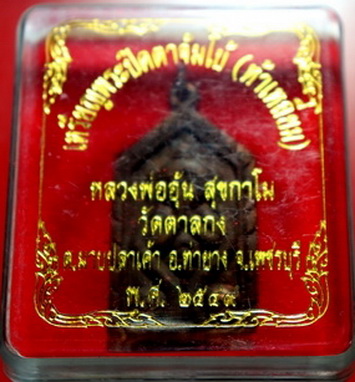 เหรียญพระปิดตาจัมโบ้ (ห้าเหลี่ยม)
หลวงพ่ออุ้น สุขกาโม
วัดตาลกง
ต.มาบปลาเค้า อ.ท่ายาง จ.เพชรบุรี
พ.ศ. ๒๕๔๙